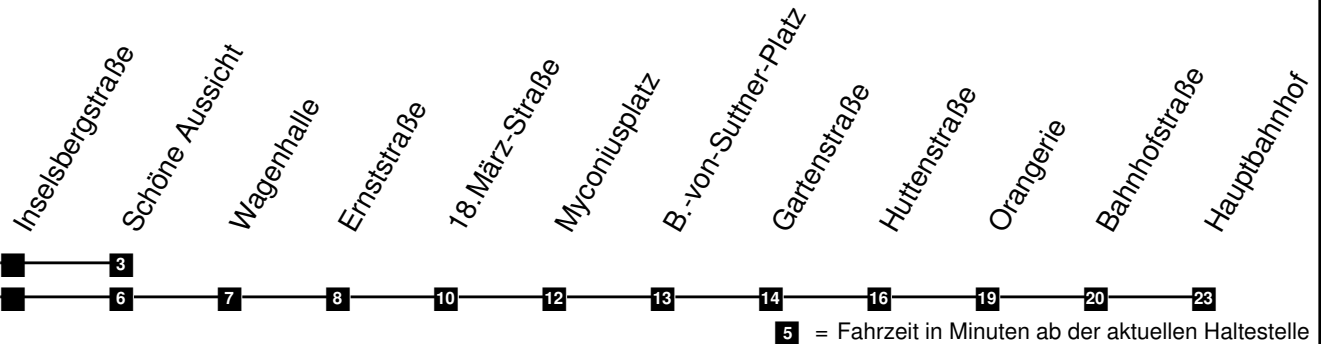 Inselsbergstraße
Schöne Aussicht
Wagenhalle
Ernststraße
18.März-Straße
Myconiusplatz
B.-von-Suttner-Platz
Gartenstraße
Huttenstraße
Orangerie
Bahnhofstraße
Hauptbahnhof
3
6 7 8 10 12 13 14 16 19 20 23
5 = Fahrzeit in Minuten ab der aktuellen Haltestelle